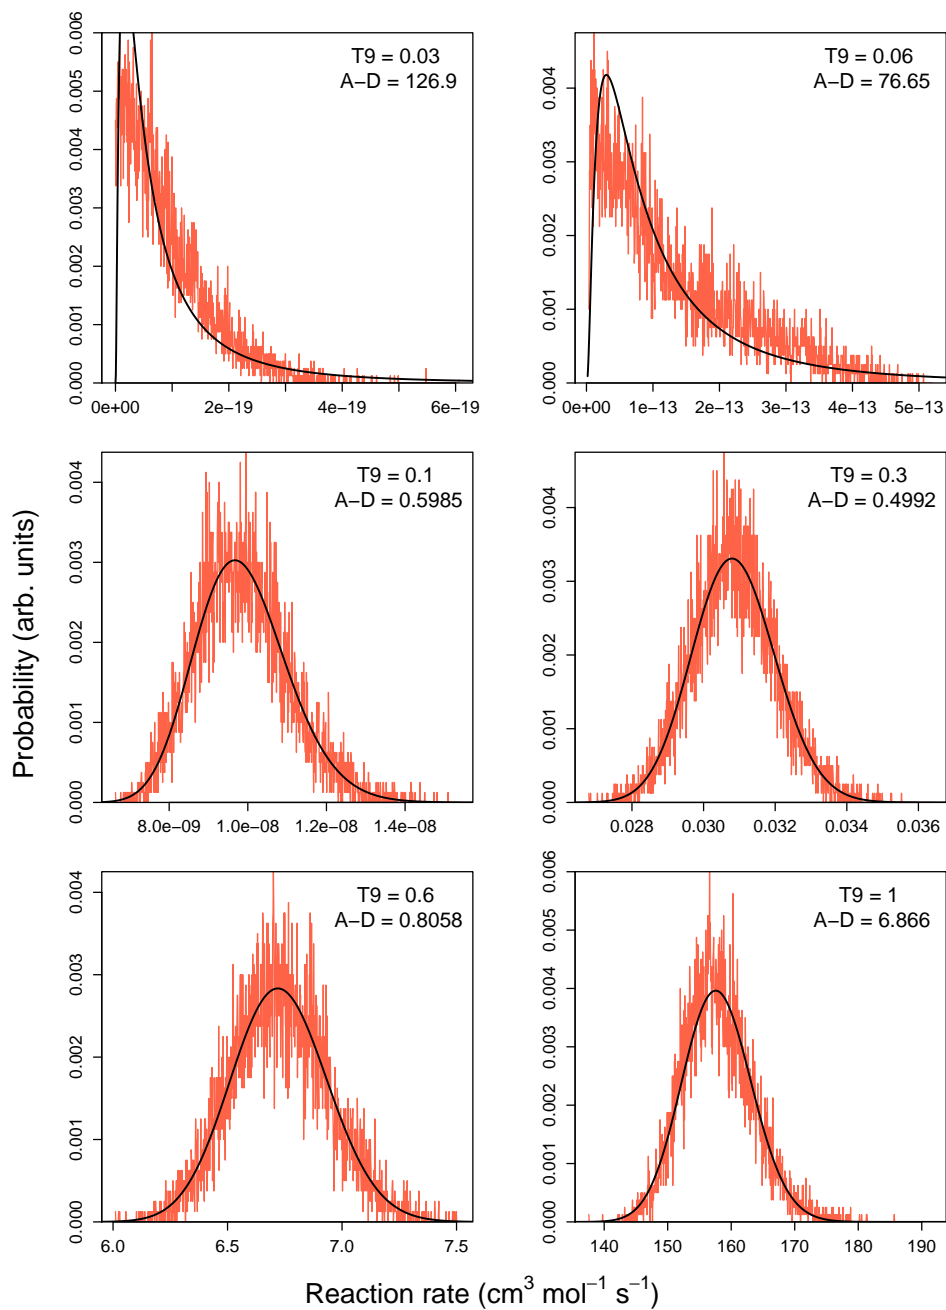 T9 = 0.03
A−D = 126.9
0.000
0.001
0.002
0.003
0.004
0.005
0.006
0e+00
2e−19
4e−19
6e−19
T9 = 0.06
A−D = 76.65
0.000
0.001
0.002
0.003
0.004
0e+00
1e−13
2e−13
3e−13
4e−13
5e−13
Probability (arb. units)
T9 = 0.1
A−D = 0.5985
0.000
0.001
0.002
0.003
0.004
8.0e−09
1.0e−08
1.2e−08
1.4e−08
T9 = 0.3
A−D = 0.4992
0.000
0.001
0.002
0.003
0.004
0.028
0.030
0.032
0.034
0.036
T9 = 0.6
A−D = 0.8058
0.000
0.001
0.002
0.003
0.004
6.0
6.5
7.0
7.5
T9 = 1
A−D = 6.866
0.000
0.001
0.002
0.003
0.004
0.005
0.006
140
150
160
170
180
190
Reaction rate (cm³ mol⁻¹ s⁻¹)